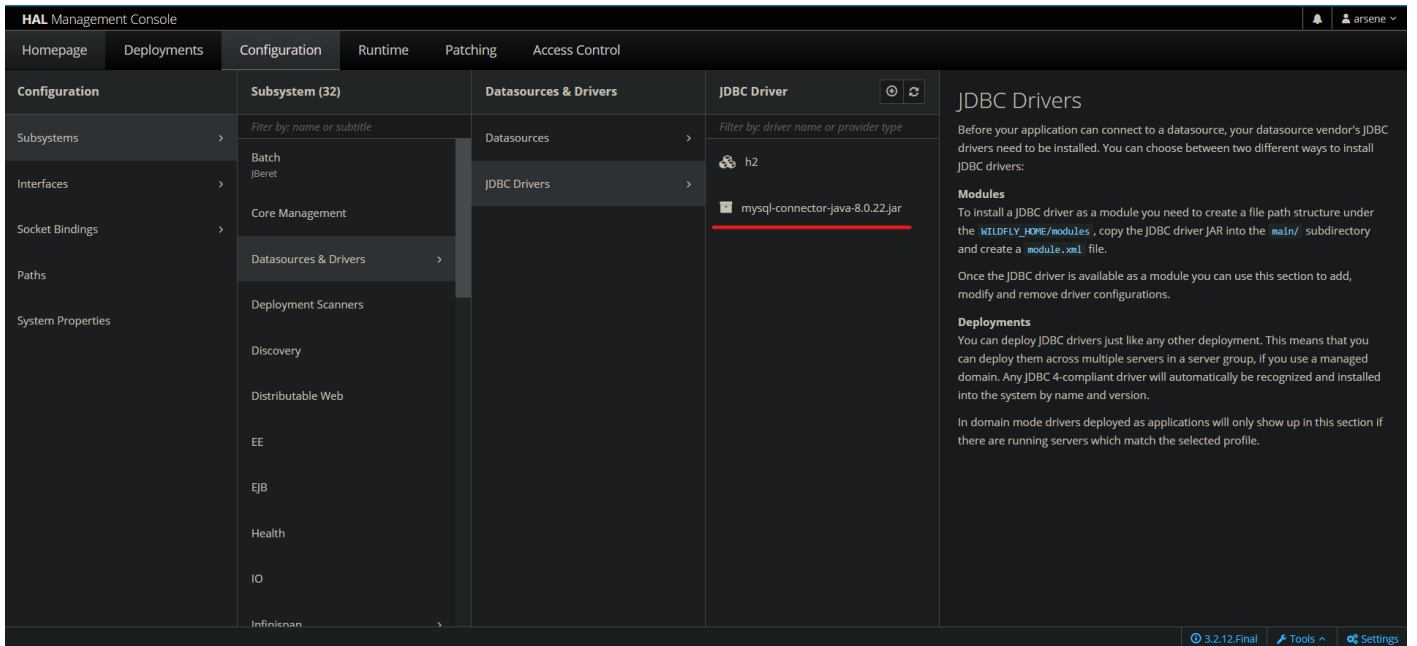 HAL Management Console
arsene
Homepage
Deployments
Configuration
Runtime
Patching
Access Control
Configuration
Subsystems
Interfaces
Socket Bindings
Paths
System Properties
Subsystem (32)
Fiter by: name or subtitle
Batch
JBeret
Core Management
Datasources & Drivers
Deployment Scanners
Discovery
Distributable Web
EE
EJB
Health
IO
Infinispan
Datasources & Drivers
Datasources
JDBC Drivers
JDBC Driver
Filter by: driver name or provider type
h2
mysql-connector-java-8.0.22.jar
JDBC Drivers
Before your application can connect to a datasource, your datasource vendor's JDBC
drivers need to be installed. You can choose between two different ways to install
JDBC drivers:
Modules
To install a JDBC driver as a module you need to create a file path structure under
the WILDFLY_HOME/modules , copy the JDBC driver JAR into the main/ subdirectory
and create a module.xml file.
Once the JDBC driver is available as a module you can use this section to add,
modify and remove driver configurations.
Deployments
You can deploy JDBC drivers just like any other deployment. This means that you
can deploy them across multiple servers in a server group, if you use a managed
domain. Any JDBC 4-compliant driver will automatically be recognized and installed
into the system by name and version.
In domain mode drivers deployed as applications will only show up in this section if
there are running servers which match the selected profile.
3.2.12.Final
Tools
Settings